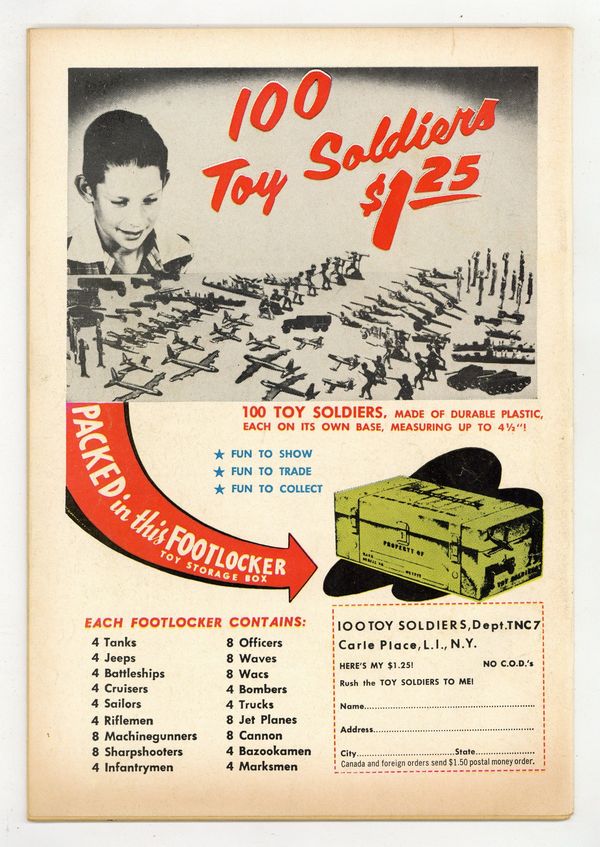 100
Toy Soldiers
$1.25
100 TOY SOLDIERS, MADE OF DURABLE PLASTIC,
EACH ON ITS OWN BASE, MEASURING UP TO 4½"!
★ FUN TO SHOW
★ FUN TO TRADE
★ FUN TO COLLECT
PACKED in this FOOTLOCKER
TOY STORAGE BOX
PROPERTY OF
TOY SOLDIERS
EACH FOOTLOCKER CONTAINS:
4 Tanks
4 Jeeps
4 Battleships
4 Cruisers
4 Sailors
4 Riflemen
8 Machinegunners
8 Sharpshooters
4 Infantrymen
8 Officers
8 Waves
8 Wacs
4 Bombers
4 Trucks
8 Jet Planes
8 Cannon
4 Bazookamen
4 Marksmen
100 TOY SOLDIERS, Dept. TNC7
Carle Place, L.I., N.Y.
HERE'S MY $1.25! NO C.O.D.'s
Rush the TOY SOLDIERS TO ME!
Name
Address
City State
Canada and foreign orders send $1.50 postal money order.